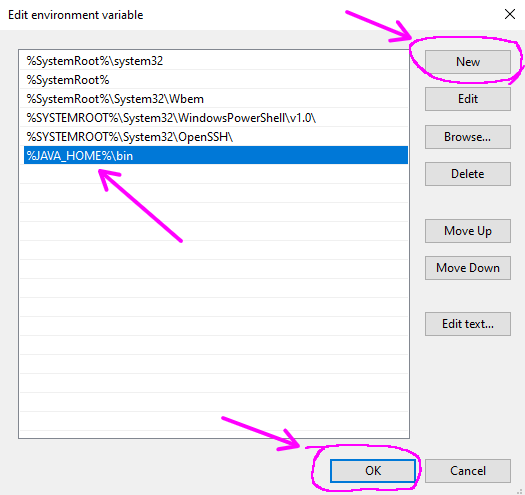 Edit environment variable
%SystemRoot%\system32
%SystemRoot%
%SystemRoot%\System32\Wbem
%SYSTEMROOT%\System32\WindowsPowerShell\v1.0\
%SYSTEMROOT%\System32\OpenSSH\
%JAVA_HOME%\bin
New
Edit
Browse...
Delete
Move Up
Move Down
Edit text...
OK
Cancel